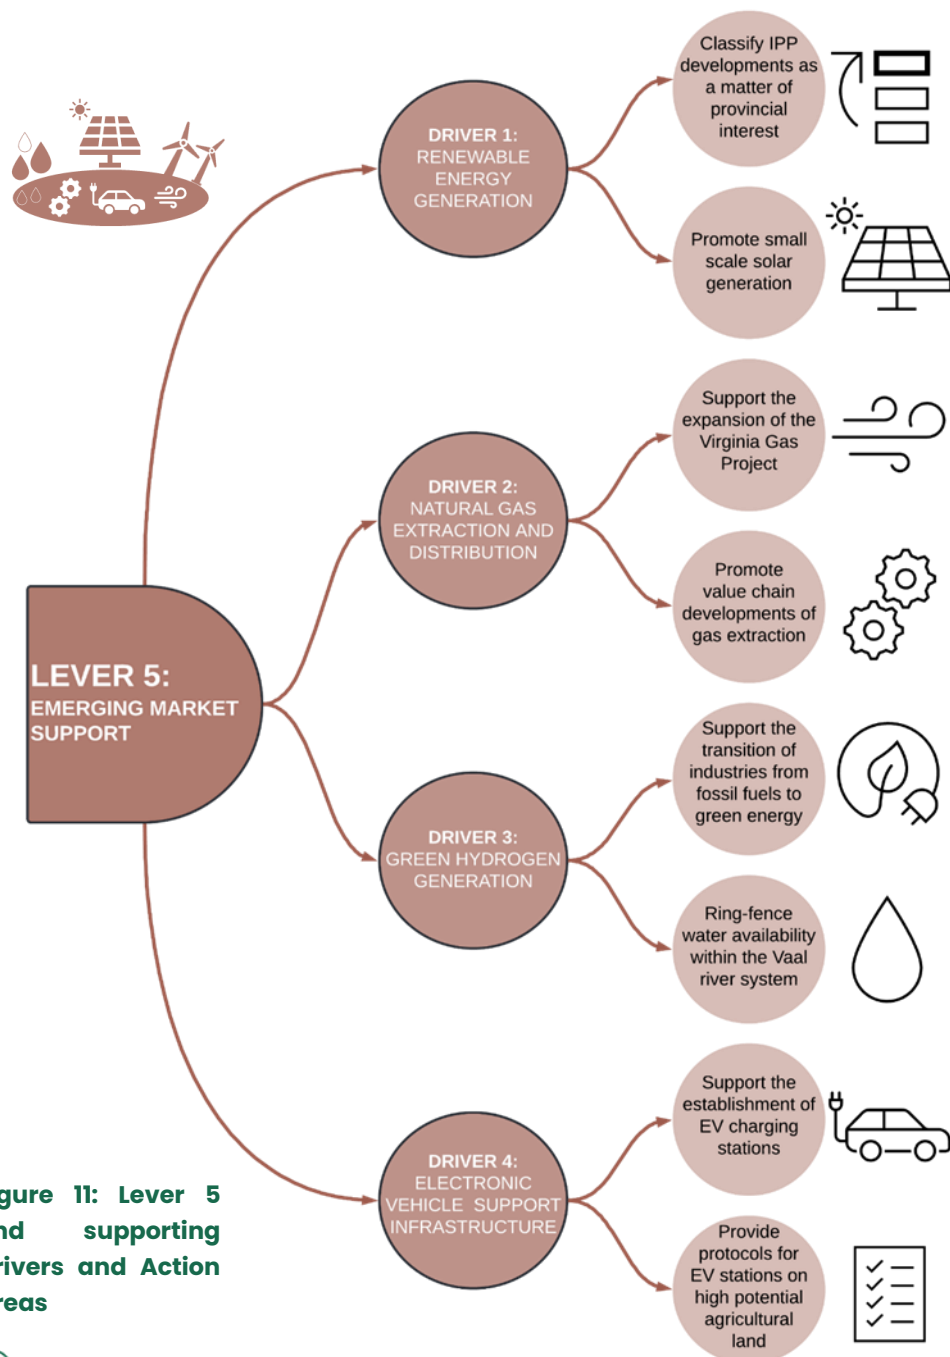 Classify IPP
developments as
a matter of
provincial
interest
DRIVER 1:
RENEWABLE
ENERGY
GENERATION
Promote small
scale solar
generation
Support the
expansion of the
Virginia Gas
Project
DRIVER 2:
NATURAL GAS
EXTRACTION AND
DISTRIBUTION
Promote
value chain
developments of
gas extraction
LEVER 5:
EMERGING MARKET
SUPPORT
Support the
transition of
industries from
fossil fuels to
green energy
DRIVER 3:
GREEN HYDROGEN
GENERATION
Ring-fence
water availability
within the Vaal
river system
Support the
establishment of
EV charging
stations
DRIVER 4:
ELECTRONIC
VEHICLE SUPPORT
INFRASTRUCTURE
Provide
protocols for
EV stations on
high potential
agricultural
land
gure 11: Lever 5
nd supporting
rivers and Action
reas